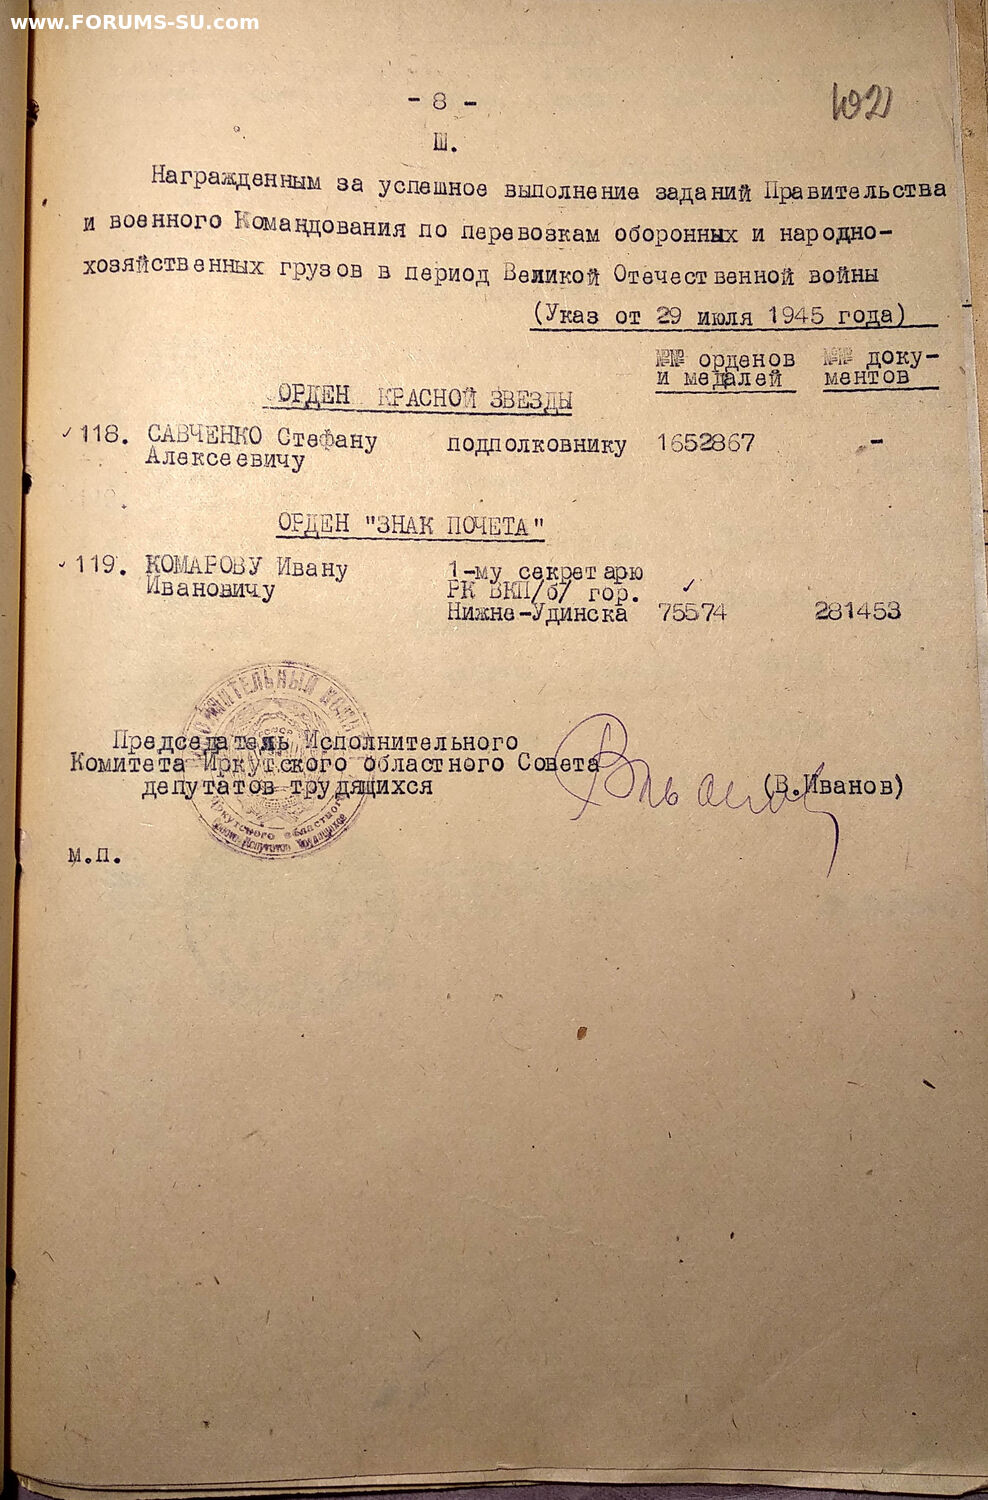 www.FORUMS-SU.com
- 8 -
102
Ш.
Награжденным за успешное выполнение заданий Правительства
и военного Командования по перевозкам оборонных и народно-
хозяйственных грузов в период Великой Отечественной войны
(Указ от 29 июля 1945 года)
№№ орденов №№ доку-
и медалей ментов
ОРДЕН КРАСНОЙ ЗВЕЗДЫ
118. САВЧЕНКО Стефану подполковнику 1652867 -
Алексеевичу
ОРДЕН "ЗНАК ПОЧЕТА"
119. КОМАРОВУ Ивану 1-му секретарю
Ивановичу РК ВКП/б/ гор.
Нижне-Удинска 75574 281453
Председатель Исполнительного
Комитета Иркутского областного Совета
депутатов трудящихся (В.Иванов)
м.п.